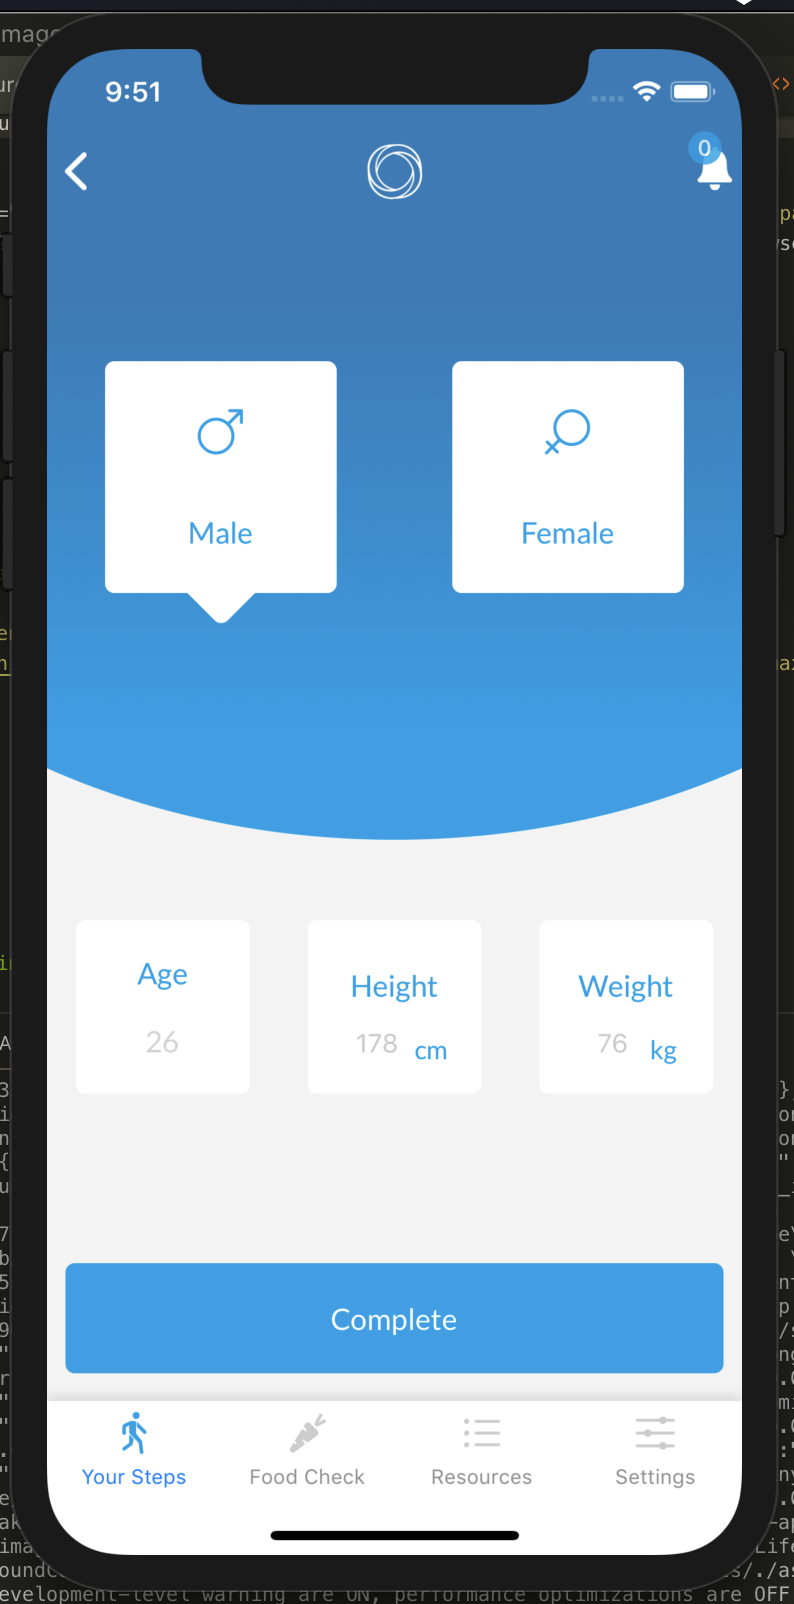 9:51
0
Male Female
Age Height Weight
26 178 cm 76 kg
Complete
Your Steps Food Check Resources Settings
evelopment-level warning are ON, performance optimizations are OFF